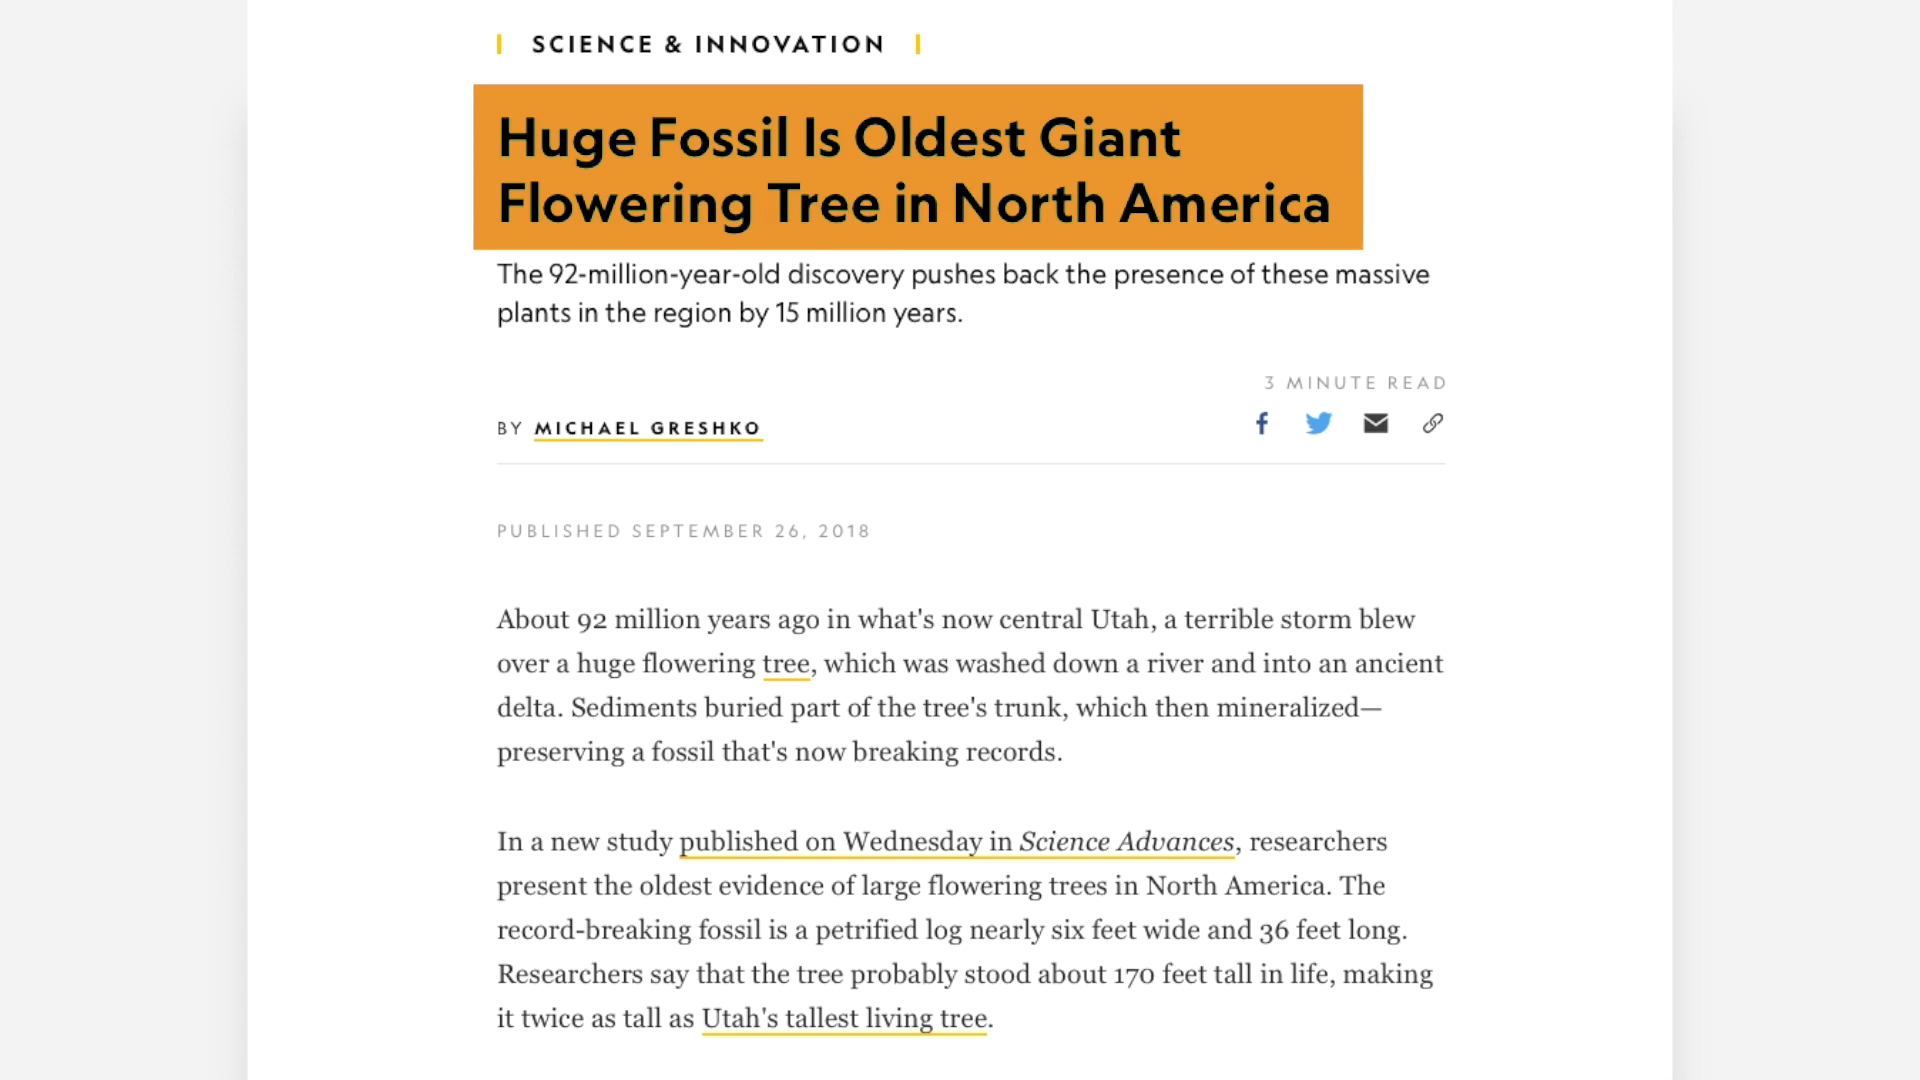 SCIENCE & INNOVATION
Huge Fossil Is Oldest Giant
Flowering Tree in North America
The 92-million-year-old discovery pushes back the presence of these massive
plants in the region by 15 million years.
3 MINUTE READ
BY MICHAEL GRESHKO
PUBLISHED SEPTEMBER 26, 2018
About 92 million years ago in what's now central Utah, a terrible storm blew
over a huge flowering tree, which was washed down a river and into an ancient
delta. Sediments buried part of the tree's trunk, which then mineralized—
preserving a fossil that's now breaking records.
In a new study published on Wednesday in Science Advances, researchers
present the oldest evidence of large flowering trees in North America. The
record-breaking fossil is a petrified log nearly six feet wide and 36 feet long.
Researchers say that the tree probably stood about 170 feet tall in life, making
it twice as tall as Utah's tallest living tree.